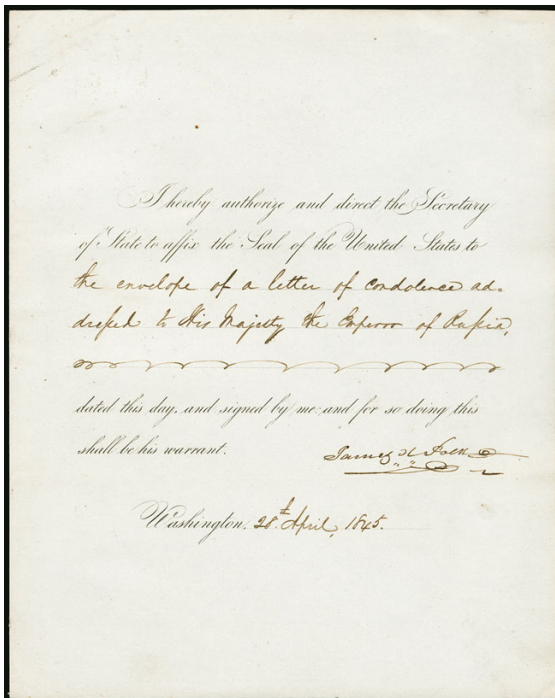 I hereby authorize and direct the Secretary
of State to affix the Seal of the United States to
the envelope of a letter of condolence ad-
dressed to His Majesty the Emperor of Russia,
dated this day, and signed by me; and for so doing this
shall be his warrant.
James K Polk
Washington, 28th April, 1845.